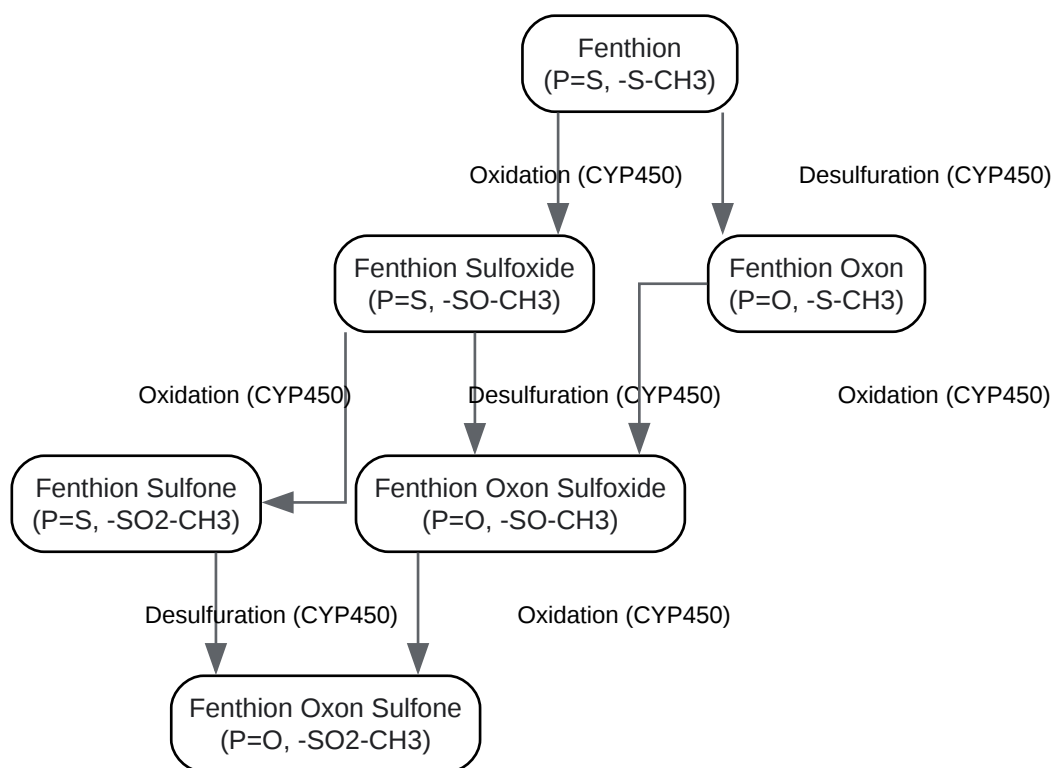 Fenthion
(P=S, -S-CH3)
Oxidation (CYP450)
Desulfuration (CYP450)
Fenthion Sulfoxide
(P=S, -SO-CH3)
Fenthion Oxon
(P=O, -S-CH3)
Oxidation (CYP450)
Desulfuration (CYP450)
Oxidation (CYP450)
Fenthion Sulfone
(P=S, -SO2-CH3)
Fenthion Oxon Sulfoxide
(P=O, -SO-CH3)
Desulfuration (CYP450)
Oxidation (CYP450)
Fenthion Oxon Sulfone
(P=O, -SO2-CH3)